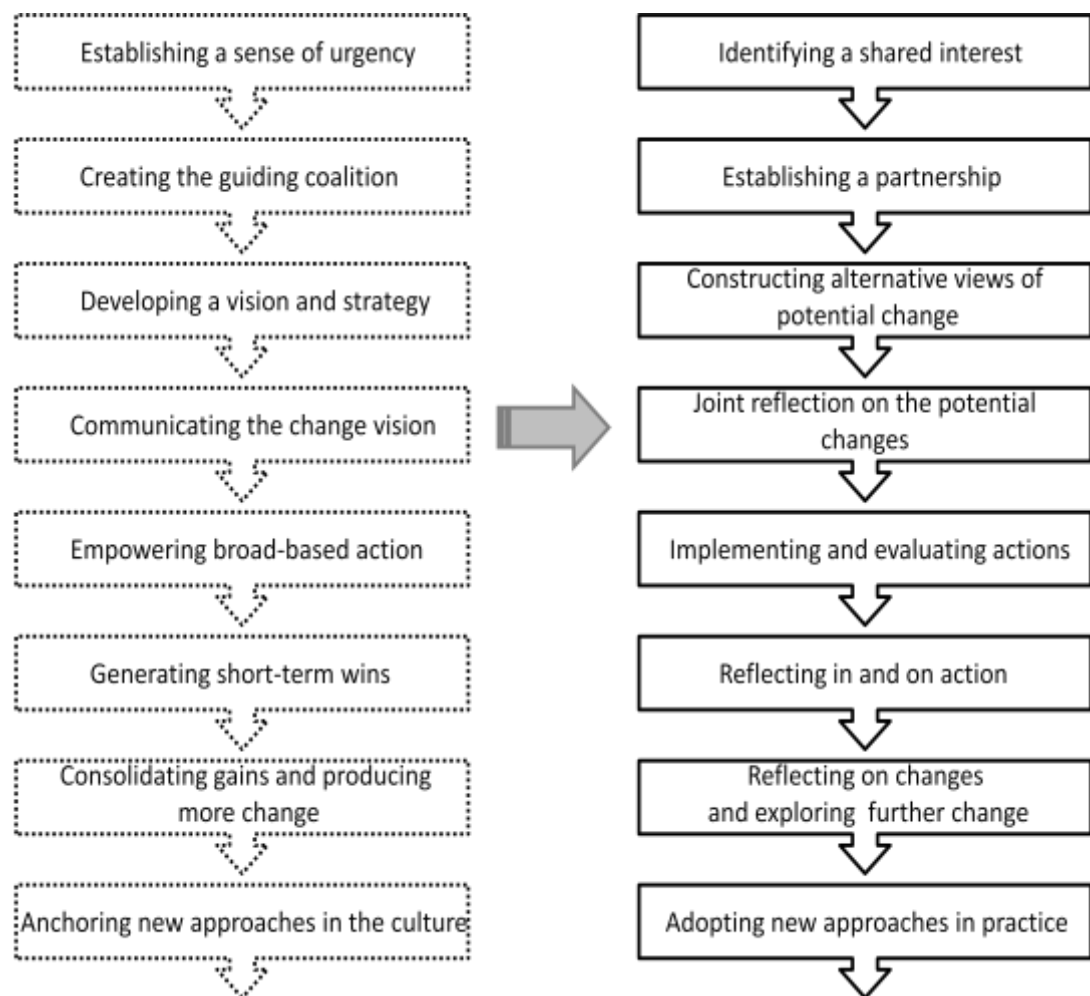 Establishing a sense of urgency
Creating the guiding coalition
Developing a vision and strategy
Communicating the change vision
Empowering broad-based action
Generating short-term wins
Consolidating gains and producing
more change
Anchoring new approaches in the culture
Identifying a shared interest
Establishing a partnership
Constructing alternative views of
potential change
Joint reflection on the potential
changes
Implementing and evaluating actions
Reflecting in and on action
Reflecting on changes
and exploring further change
Adopting new approaches in practice